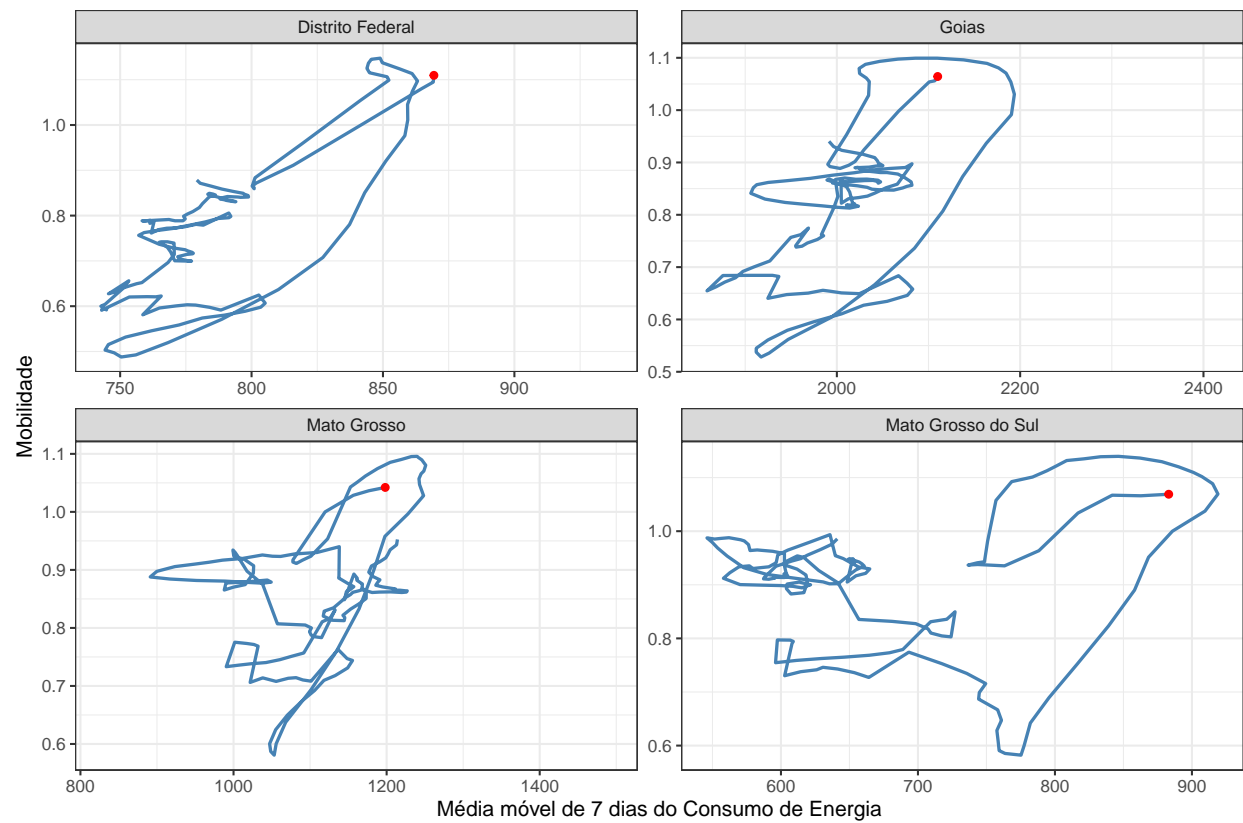 Distrito Federal
Goias
1.0
0.8
0.6
1.1
1.0
0.9
0.8
0.7
0.6
0.5
750 800 850 900
2000 2200 2400
Mato Grosso
Mato Grosso do Sul
1.1
1.0
0.9
0.8
0.7
0.6
1.0
0.8
0.6
800 1000 1200 1400
600 700 800 900
Mobilidade
Média móvel de 7 dias do Consumo de Energia